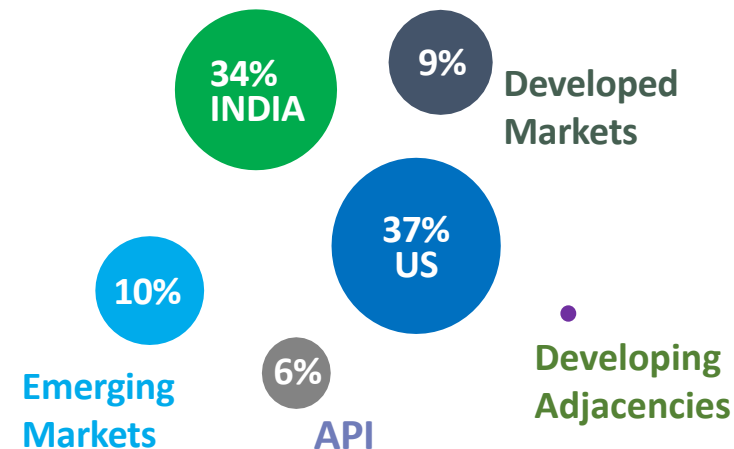 34%
INDIA
9%
Developed
Markets
37%
US
10%
Emerging
Markets
6%
API
Developing
Adjacencies